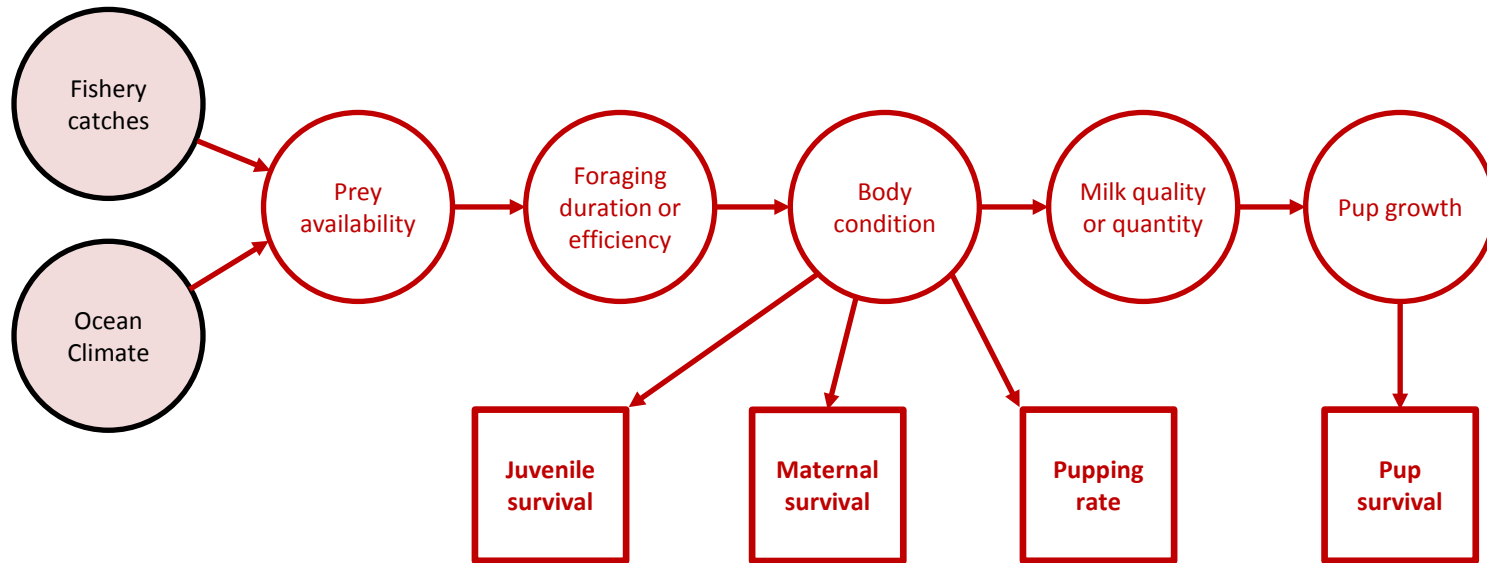 Fishery
catches
Ocean
Climate
Prey
availability
Foraging
duration or
efficiency
Body
condition
Milk quality
or quantity
Pup growth
Juvenile
survival
Maternal
survival
Pupping
rate
Pup
survival